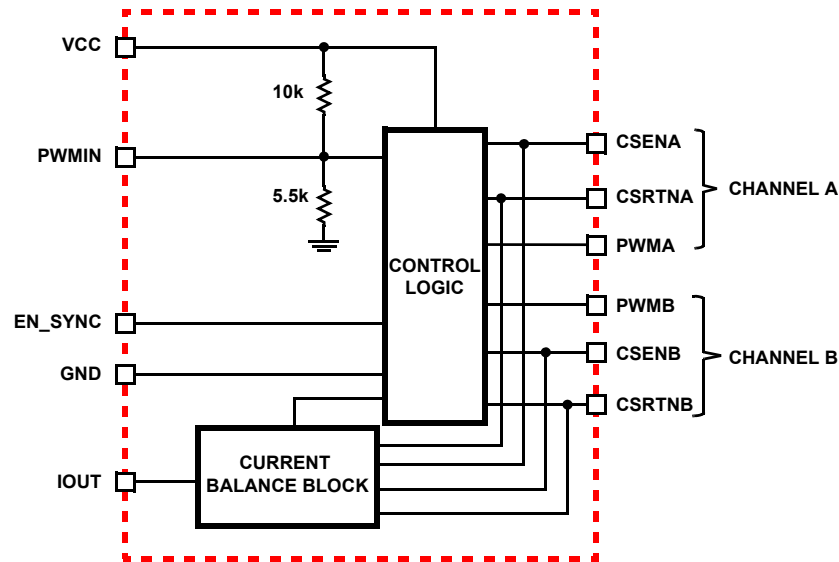 VCC
10k
PWMIN
5.5k
EN_SYNC
GND
IOUT
CONTROL
LOGIC
CURRENT
BALANCE BLOCK
CSENA
CSRTNA
PWMA
CHANNEL A
PWMB
CSENB
CSRTNB
CHANNEL B